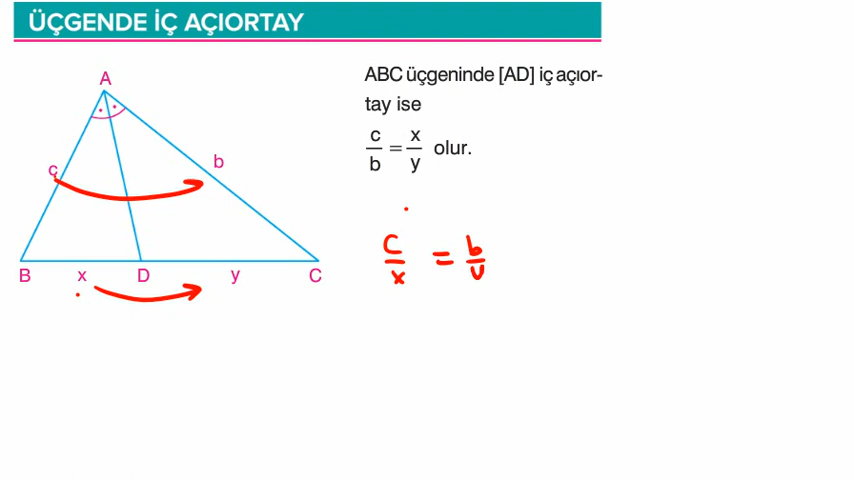 ÜÇGENDE İÇ AÇIORTAY
A
c
b
B
x
D
y
C
ABC üçgeninde [AD] iç açıor-
tay ise
c/b = x/y olur.
c/x = b/v